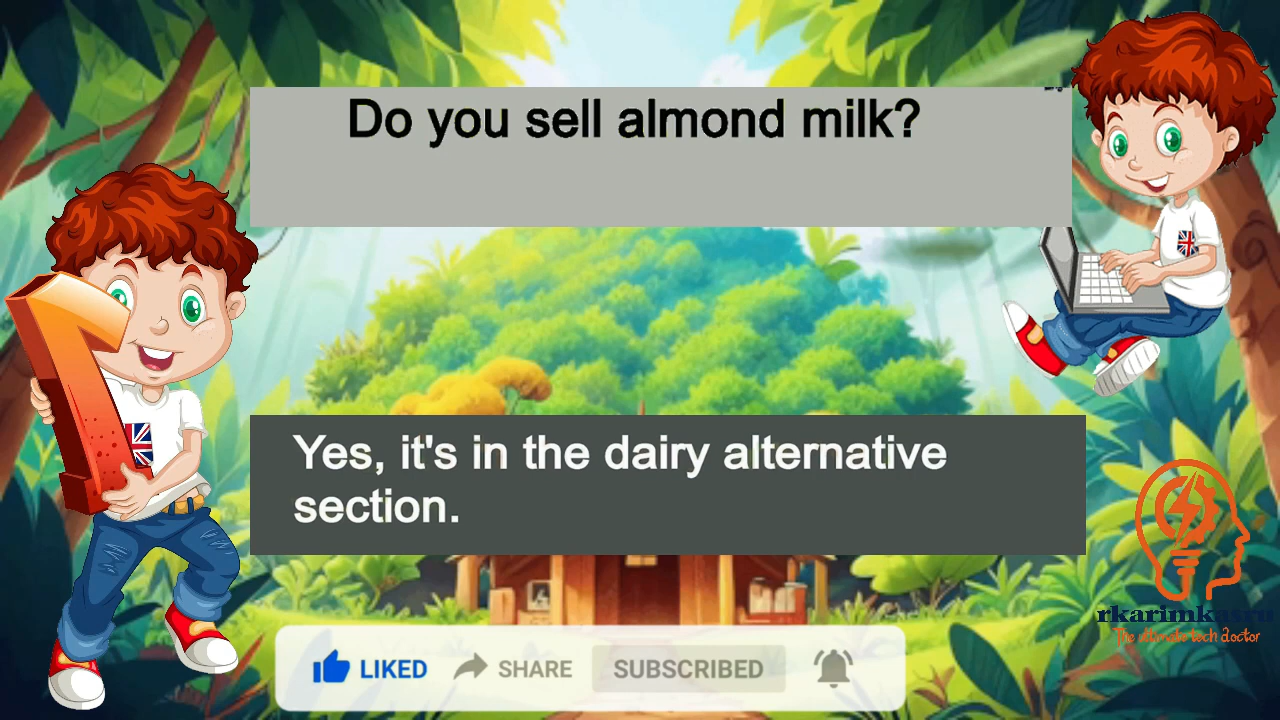 Do you sell almond milk?
Yes, it's in the dairy alternative
section.
LIKED
SHARE
SUBSCRIBED
The ultimate tech doctor